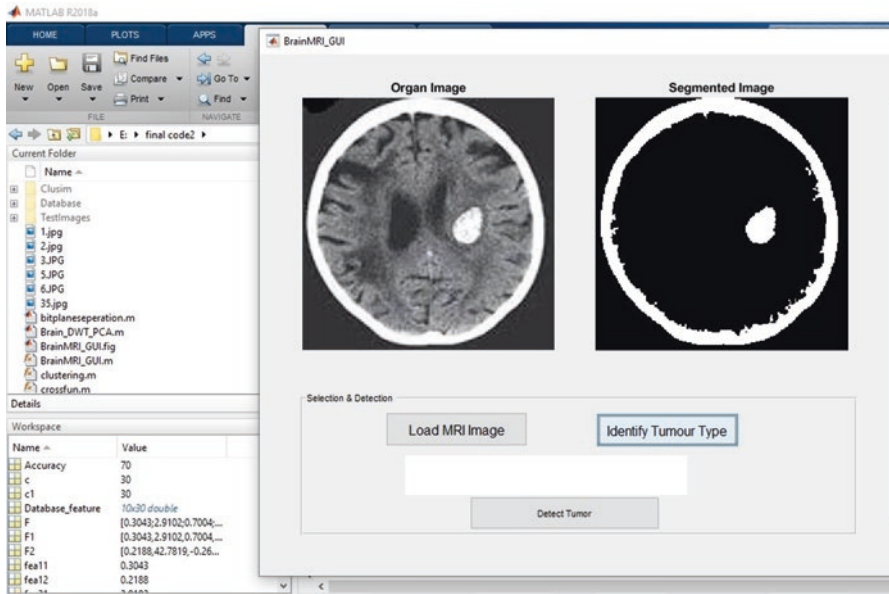 MATLAB R2018a
HOME PLOTS APPS
New Open Save
Find Files
Compare
Print
Go To
Find
FILE NAVIGATE
E: final code2
Current Folder
Name
Clusim
Database
TestImages
1.jpg
2.jpg
3.JPG
5.JPG
6.JPG
35.jpg
bitplaneseperation.m
Brain_DWT_PCA.m
BrainMRI_GUI.fig
BrainMRI_GUI.m
clustering.m
crossfun.m
Details
Workspace
Name Value
Accuracy 70
c 30
c1 30
Database_feature 10x30 double
F [0.3043;2.9102;0.7004;...
F1 [0.3043,2.9102,0.7004,...
F2 [0.2188,42.7819,-0.26...
fea11 0.3043
fea12 0.2188
BrainMRI_GUI
Organ Image Segmented Image
Selection & Detection
Load MRI Image Identify Tumour Type
Detect Tumor